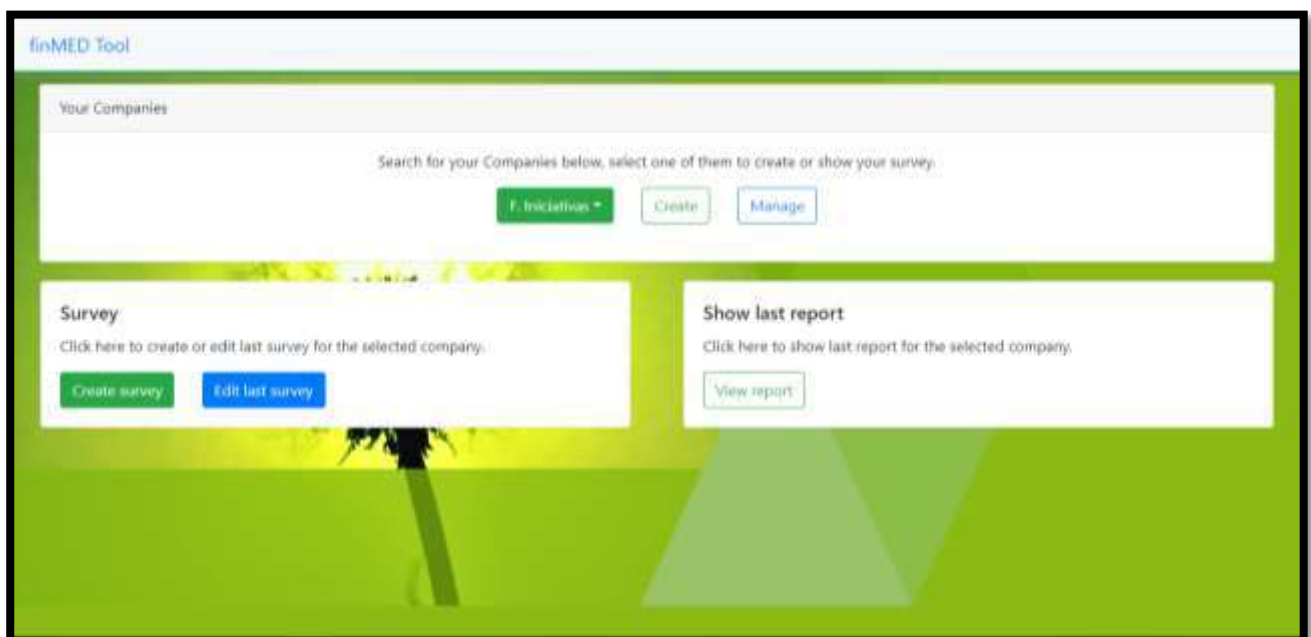 finMED Tool
Your Companies
Search for your Companies below, select one of them to create or show your survey.
F. Iniciativas
Create
Manage
Survey
Click here to create or edit last survey for the selected company.
Create survey
Edit last survey
Show last report
Click here to show last report for the selected company.
View report